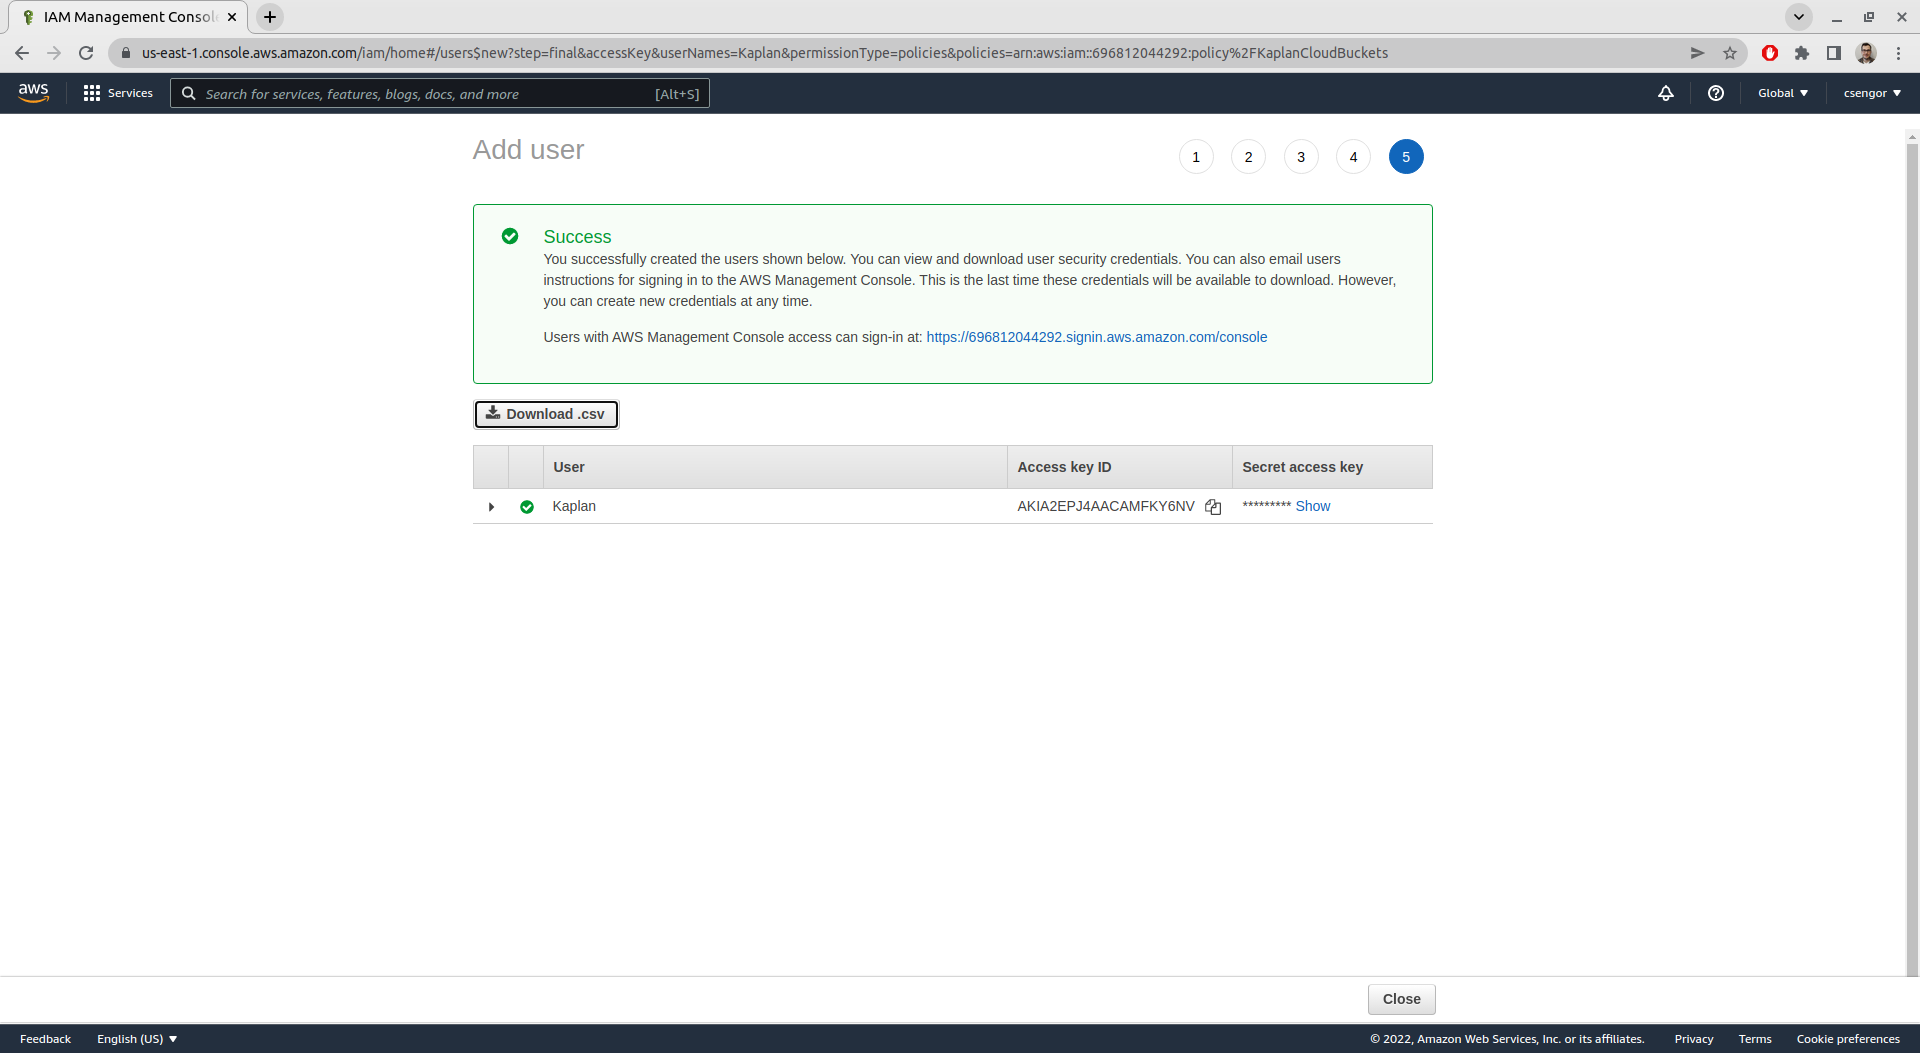 IAM Management Consol
us-east-1.console.aws.amazon.com/iam/home#/users$new?step=final&accessKey&userNames=Kaplan&permissionType=policies&policies=arn:aws:iam::696812044292:policy%2FKaplanCloudBuckets
aws
Services
Search for services, features, blogs, docs, and more
[Alt+S]
Global
csengor
Add user
1
2
3
4
5
Success
You successfully created the users shown below. You can view and download user security credentials. You can also email users
instructions for signing in to the AWS Management Console. This is the last time these credentials will be available to download. However,
you can create new credentials at any time.
Users with AWS Management Console access can sign-in at: https://696812044292.signin.aws.amazon.com/console
Download .csv
User
Access key ID
Secret access key
Kaplan
AKIA2EPJ4AACAMFKY6NV
********* Show
Close
Feedback
English (US)
© 2022, Amazon Web Services, Inc. or its affiliates.
Privacy
Terms
Cookie preferences